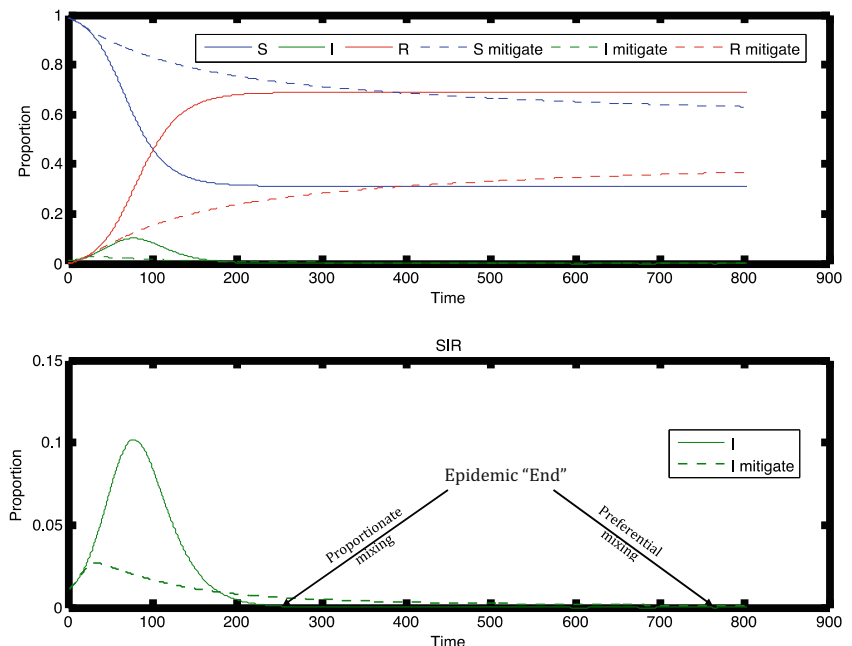 1
0.8
0.6
0.4
0.2
0
Proportion
S I R S mitigate I mitigate R mitigate
0 100 200 300 400 500 600 700 800 900
Time
SIR
0.15
0.1
0.05
0
Proportion
I
I mitigate
Epidemic “End”
Proportionate
mixing
Preferential
mixing
0 100 200 300 400 500 600 700 800 900
Time